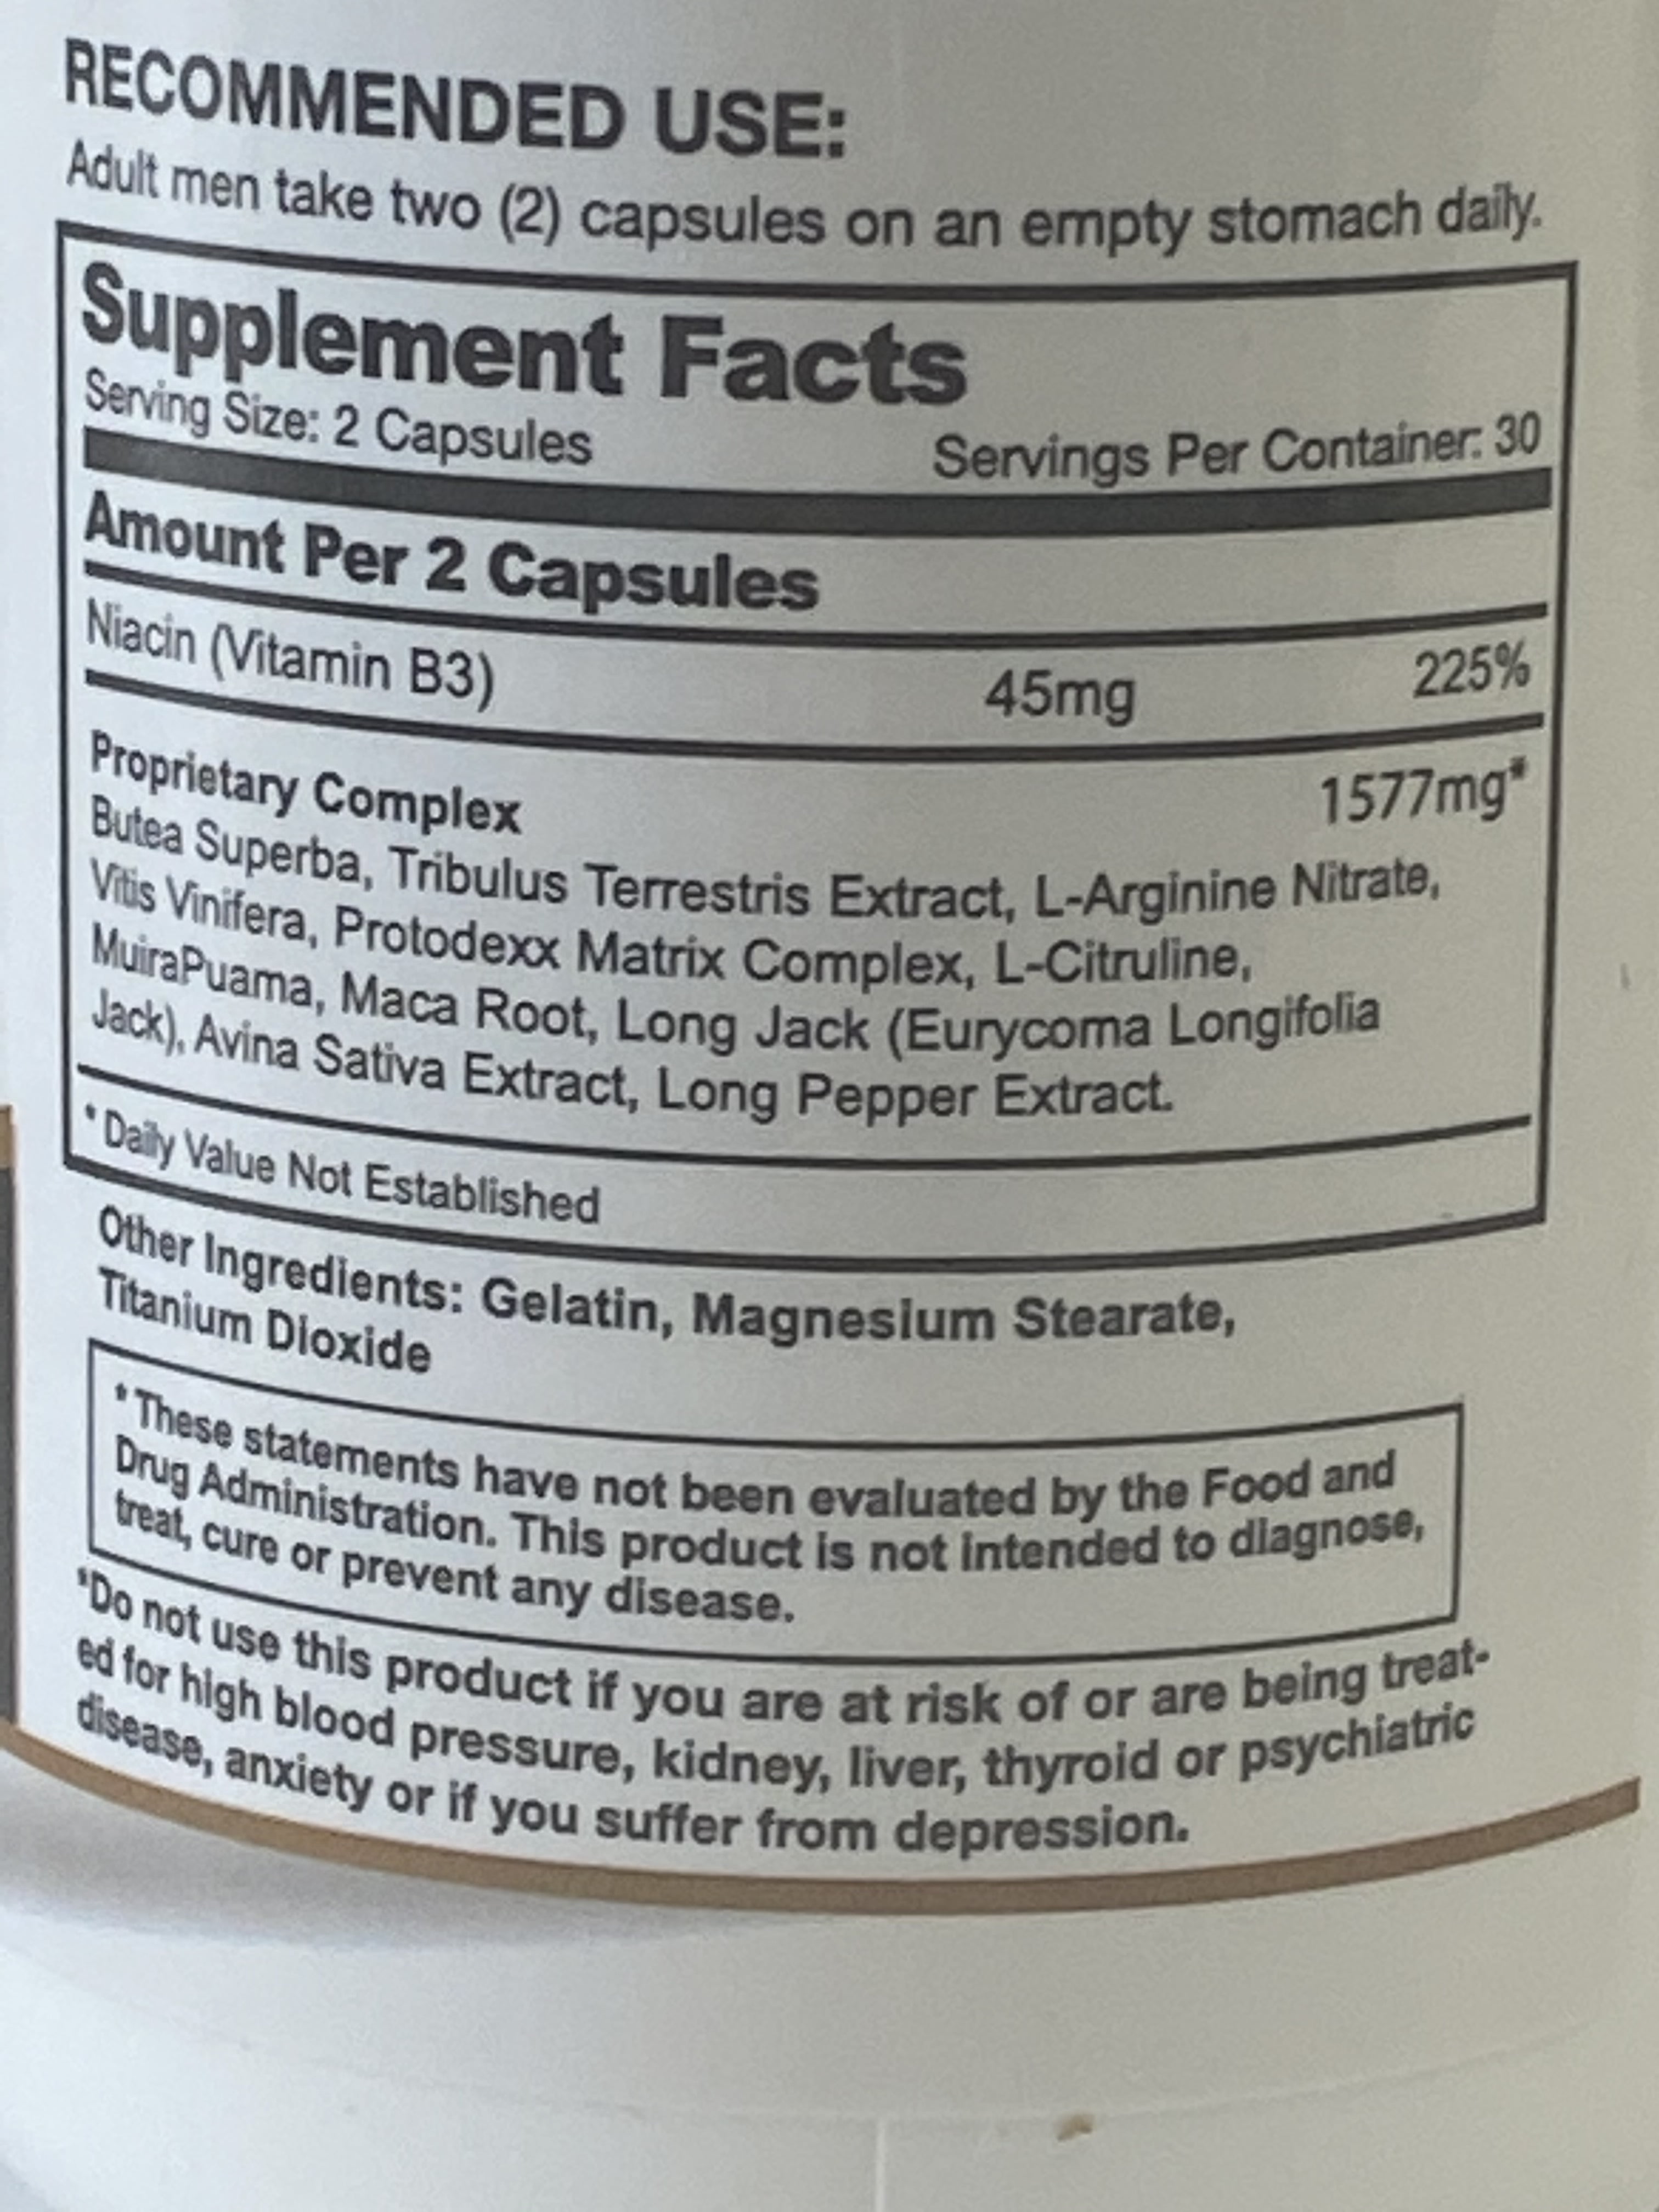 RECOMMENDED USE:
Adult men take two (2) capsules on an empty stomach daily.
Supplement Facts
Serving Size: 2 Capsules Servings Per Container: 30
Amount Per 2 Capsules
Niacin (Vitamin B3) 45mg 225%
Proprietary Complex 1577mg*
Butea Superba, Tribulus Terrestris Extract, L-Arginine Nitrate,
Vitis Vinifera, Protodexx Matrix Complex, L-Citruline,
MuiraPuama, Maca Root, Long Jack (Eurycoma Longifolia
Jack), Avina Sativa Extract, Long Pepper Extract.
* Daily Value Not Established
Other Ingredients: Gelatin, Magnesium Stearate,
Titanium Dioxide
* These statements have not been evaluated by the Food and
Drug Administration. This product is not intended to diagnose,
treat, cure or prevent any disease.
*Do not use this product if you are at risk of or are being treat-
ed for high blood pressure, kidney, liver, thyroid or psychiatric
disease, anxiety or if you suffer from depression.